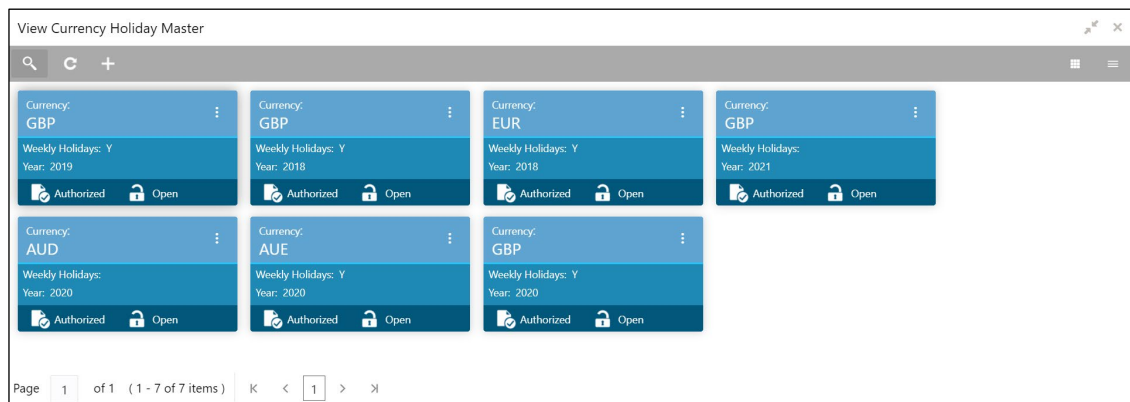 View Currency Holiday Master
Currency:
GBP
Weekly Holidays: Y
Year: 2019
Authorized Open
Currency:
GBP
Weekly Holidays: Y
Year: 2018
Authorized Open
Currency:
EUR
Weekly Holidays: Y
Year: 2018
Authorized Open
Currency:
GBP
Weekly Holidays:
Year: 2021
Authorized Open
Currency:
AUD
Weekly Holidays:
Year: 2020
Authorized Open
Currency:
AUE
Weekly Holidays: Y
Year: 2020
Authorized Open
Currency:
GBP
Weekly Holidays: Y
Year: 2020
Authorized Open
Page 1 of 1 ( 1 - 7 of 7 items ) 1